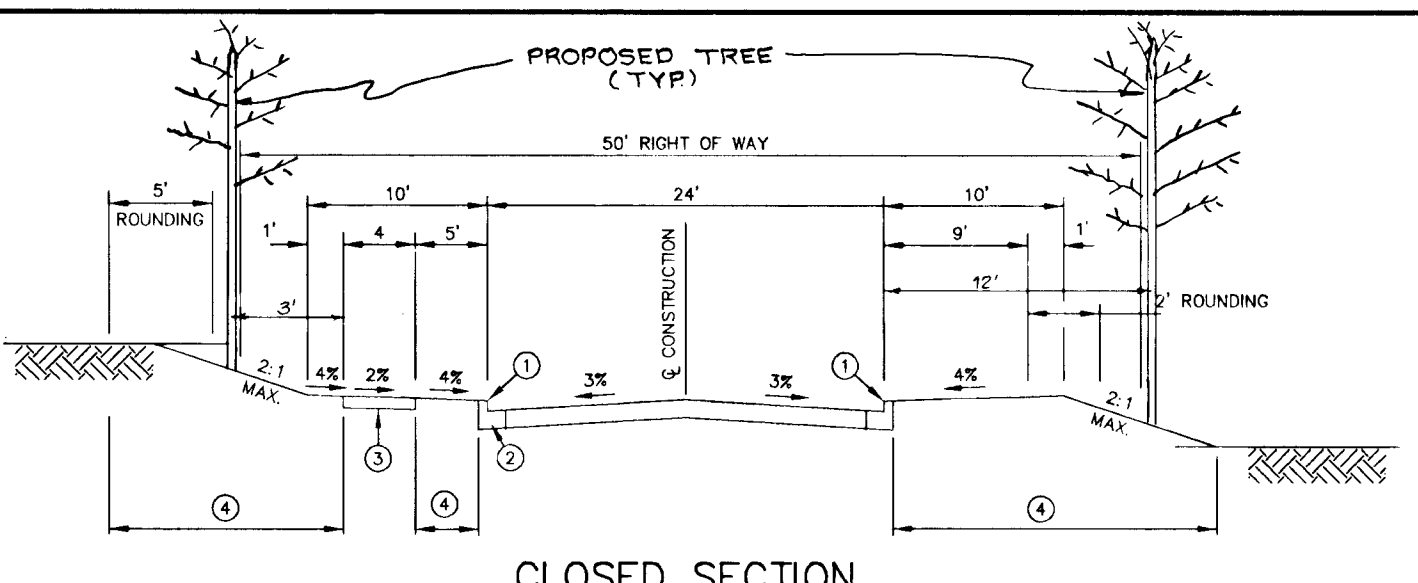 PROPOSED TREE
(TYP.)
50' RIGHT OF WAY
5'
ROUNDING
10'
24'
10'
1'
4
5'
9'
1'
12'
3'
2' ROUNDING
℄ CONSTRUCTION
2:1
MAX.
4%
2%
4%
1
3%
3%
1
4%
2:1
MAX.
3
2
4
4
4
CLOSED SECTION